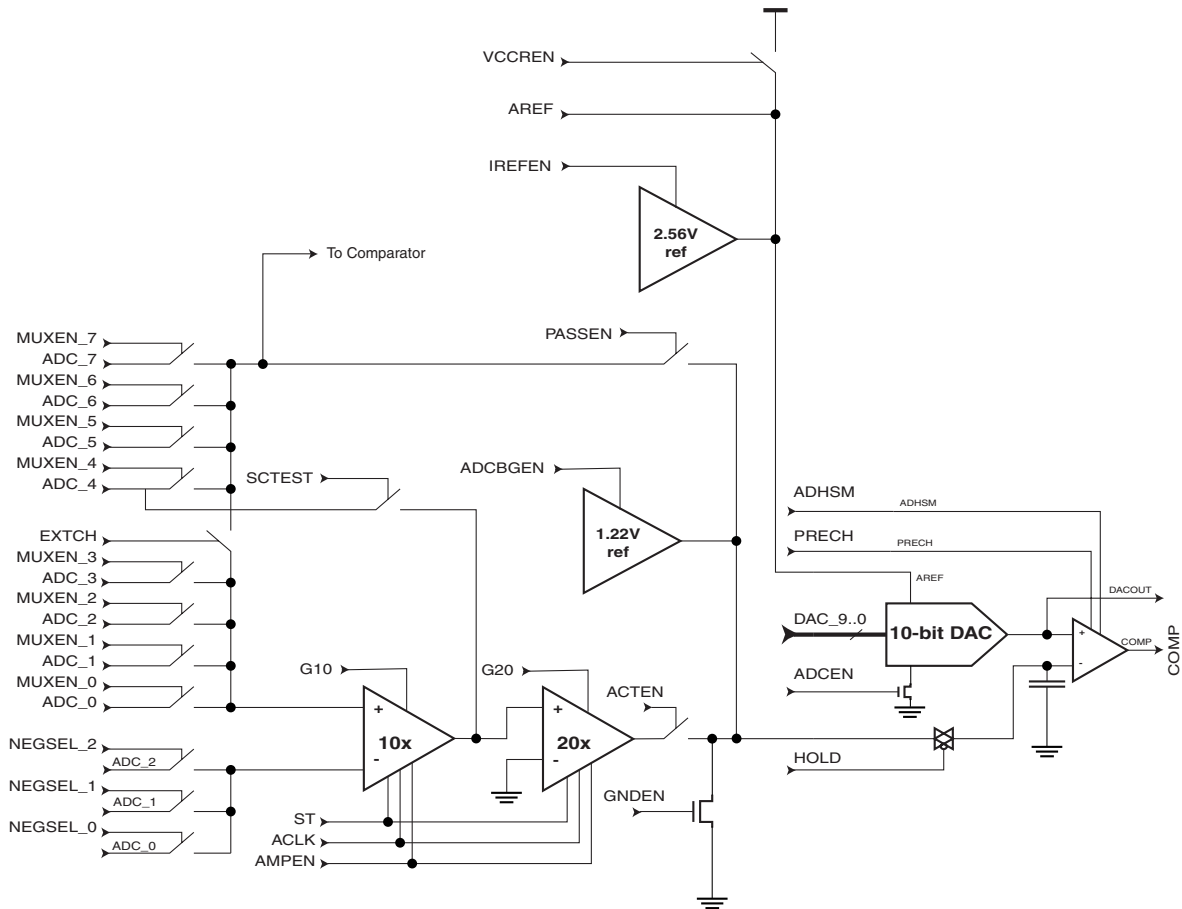 VCCREN
AREF
IREFEN
2.56V
ref
To Comparator
MUXEN_7
ADC_7
MUXEN_6
ADC_6
MUXEN_5
ADC_5
MUXEN_4
ADC_4
EXTCH
MUXEN_3
ADC_3
MUXEN_2
ADC_2
MUXEN_1
ADC_1
MUXEN_0
ADC_0
NEGSEL_2
ADC_2
NEGSEL_1
ADC_1
NEGSEL_0
ADC_0
PASSEN
SCTEST
ADCBGEN
1.22V
ref
G10
+
10x
-
G20
+
20x
-
ACTEN
ST
ACLK
AMPEN
GNDEN
ADHSM
ADHSM
PRECH
PRECH
AREF
DAC_9..0
10-bit DAC
DACOUT
ADCEN
+
-
COMP
COMP
HOLD